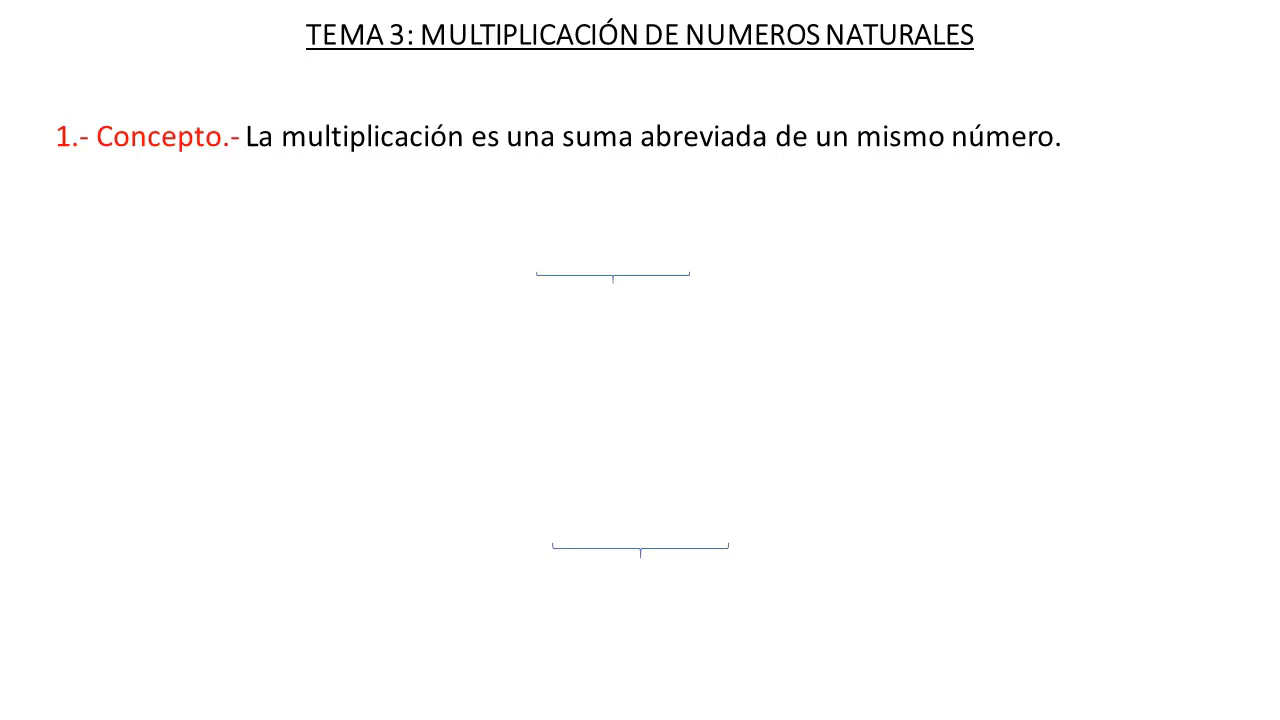 TEMA 3: MULTIPLICACIÓN DE NUMEROS NATURALES
1.- Concepto.- La multiplicación es una suma abreviada de un mismo número.